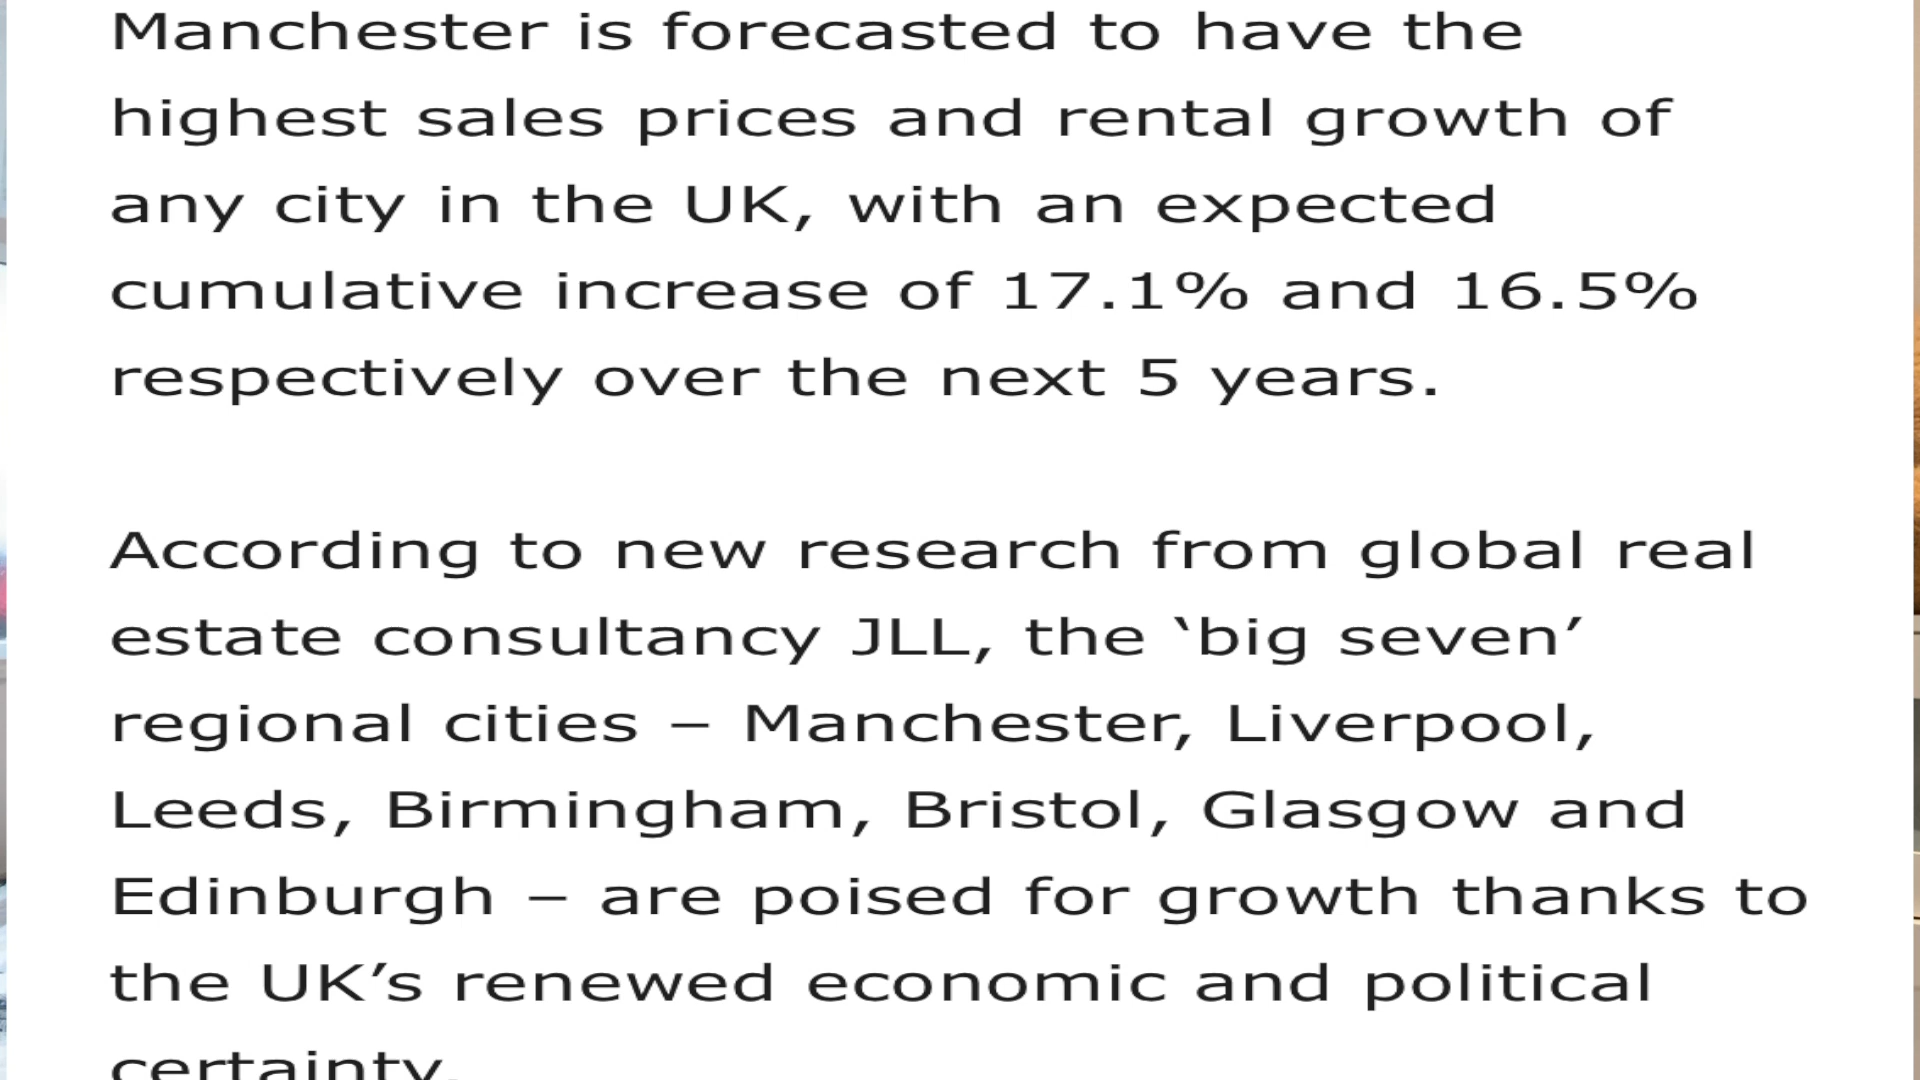 Manchester is forecasted to have the
highest sales prices and rental growth of
any city in the UK, with an expected
cumulative increase of 17.1% and 16.5%
respectively over the next 5 years.
According to new research from global real
estate consultancy JLL, the ‘big seven’
regional cities – Manchester, Liverpool,
Leeds, Birmingham, Bristol, Glasgow and
Edinburgh – are poised for growth thanks to
the UK’s renewed economic and political
certainty.